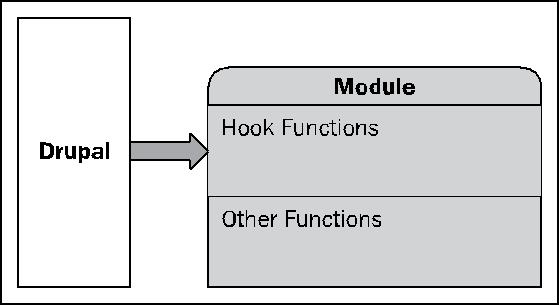 Drupal
Module
Hook Functions
Other Functions